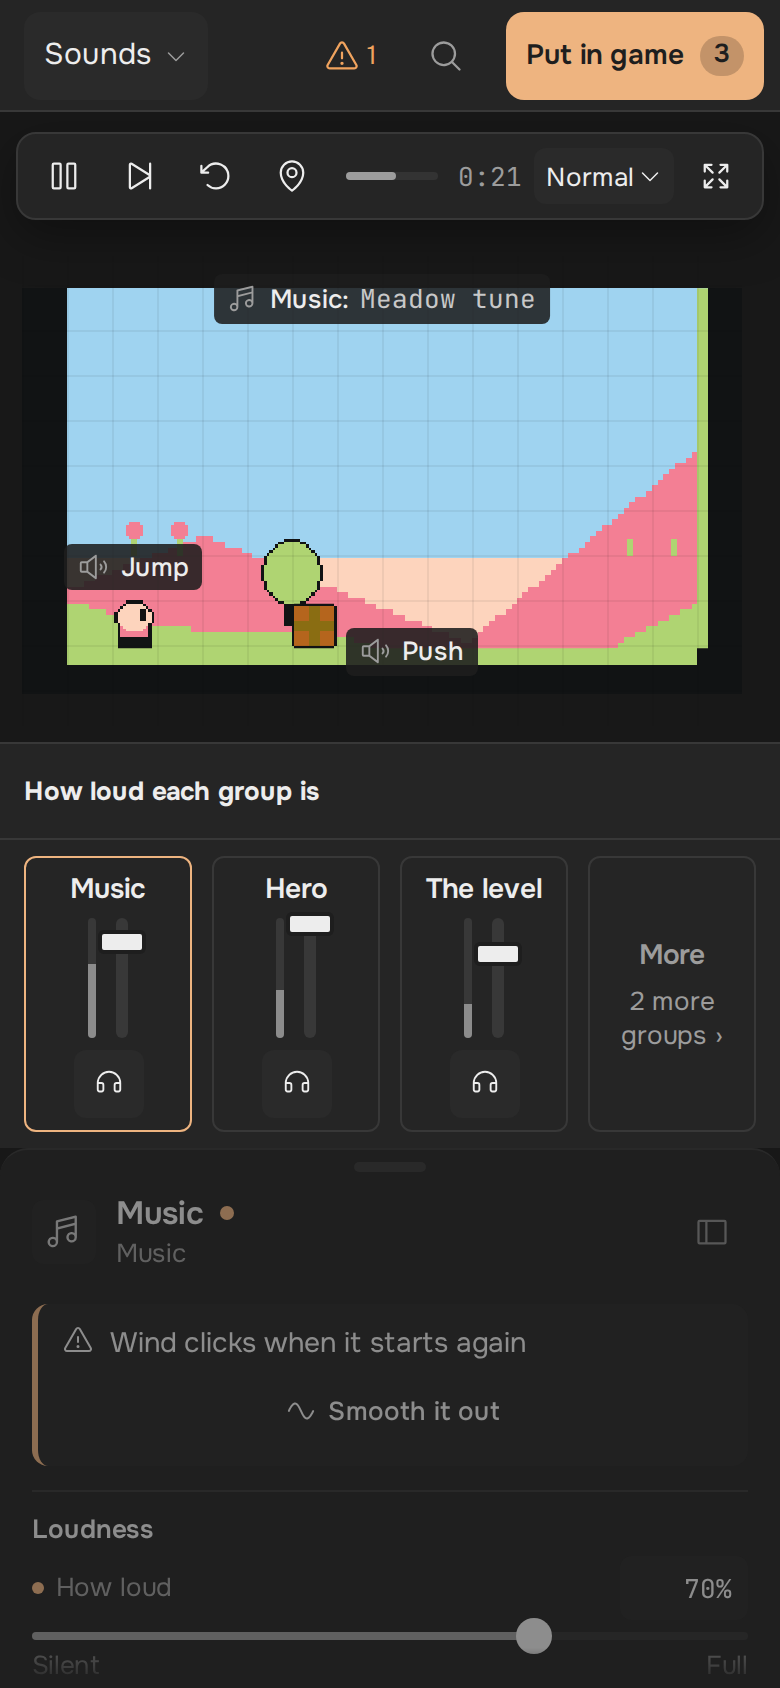 Sounds
1
Put in game 3
0:21
Normal
Music: Meadow tune
Jump
Push
How loud each group is
Music
Hero
The level
More
2 more
groups ›
Music
Music
Wind clicks when it starts again
Smooth it out
Loudness
How loud
70%
Silent
Full